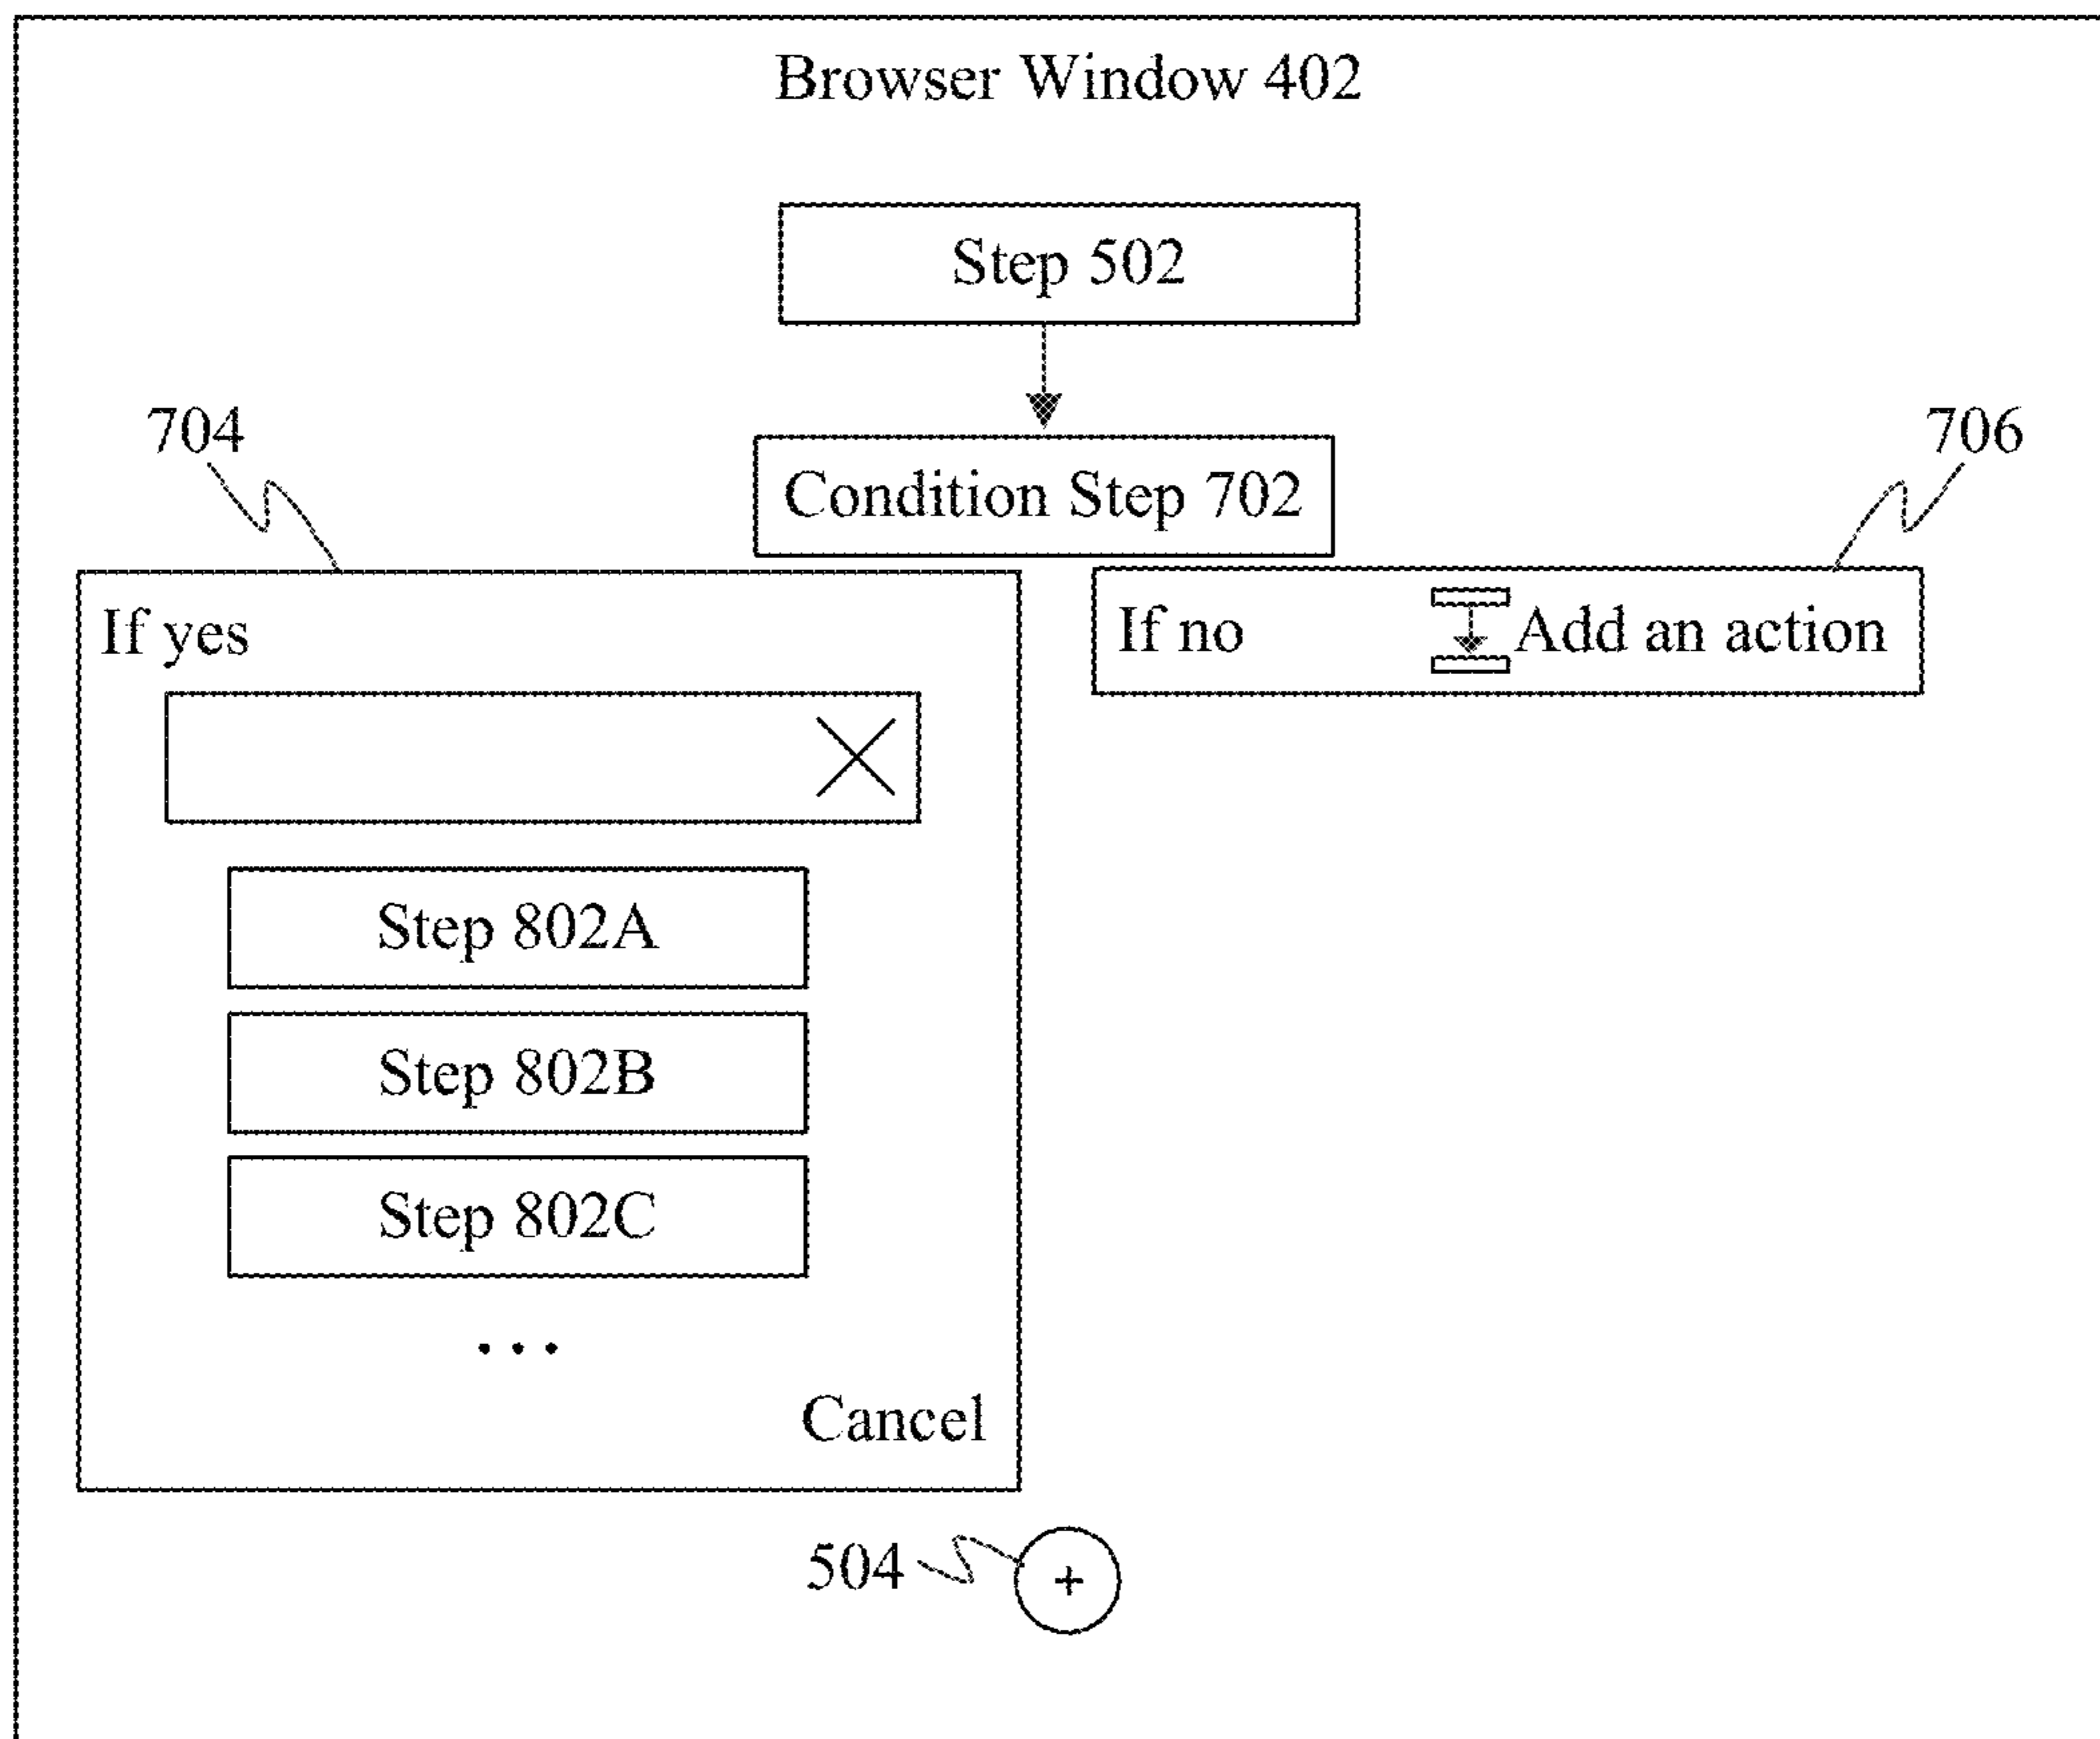 Browser Window 402
Step 502
704
706
Condition Step 702
If yes
If no
Add an action
Step 802A
Step 802B
Step 802C
...
Cancel
504
+